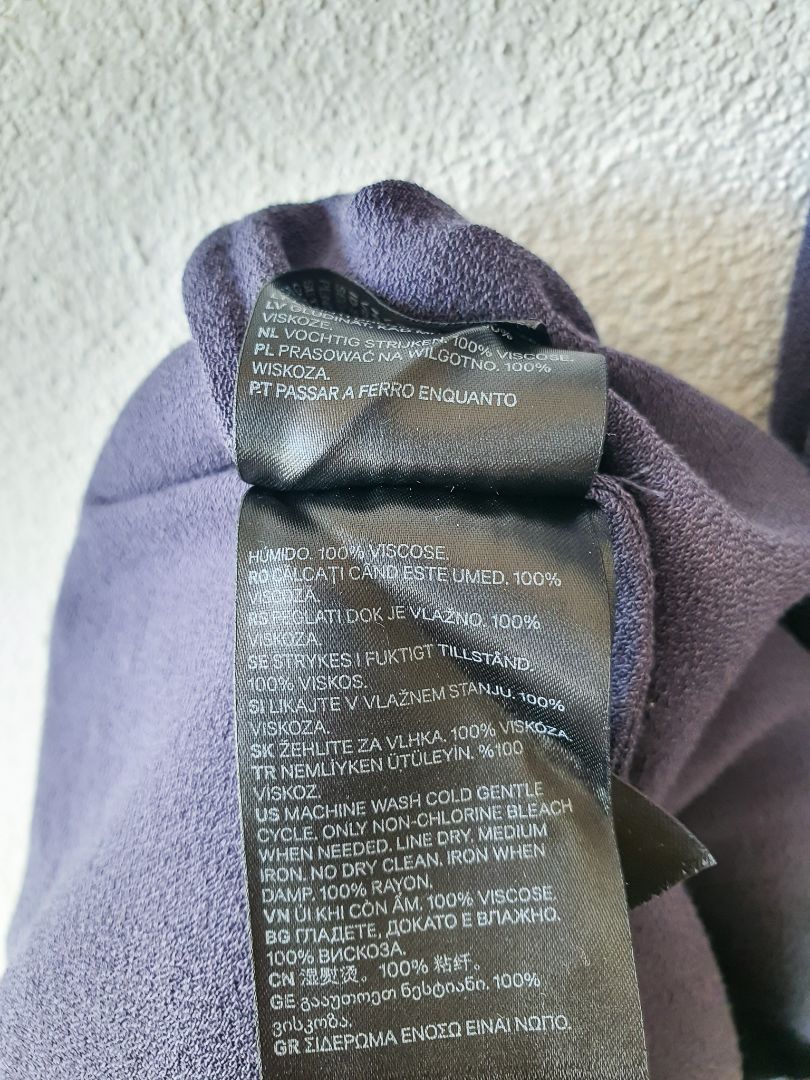 VISKOZE.
NL VOCHTIG STRIJKEN. 100% VISCOSE.
PL PRASOWAĆ NA WILGOTNO. 100%
WISKOZA.
PT PASSAR A FERRO ENQUANTO
HÚMIDO. 100% VISCOSE.
RO CĂLCAȚI CÂND ESTE UMED. 100%
RS PEGLATI DOK JE VLAŽNO. 100%
VISKOZA.
SE STRYKES I FUKTIGT TILLSTÅND.
100% VISKOS.
SI LIKAJTE V VLAŽNEM STANJU. 100%
VISKOZA.
SK ŽEHLITE ZA VLHKA. 100% VISKÓZA.
TR NEMLİYKEN ÜTÜLEYİN. %100
VİSKOZ.
US MACHINE WASH COLD GENTLE
CYCLE. ONLY NON-CHLORINE BLEACH
WHEN NEEDED. LINE DRY. MEDIUM
IRON. NO DRY CLEAN. IRON WHEN
DAMP. 100% RAYON.
VN ỦI KHI CÒN ẨM. 100% VISCOSE
BG ГЛАДЕТЕ, ДОКАТО Е ВЛАЖНО.
100% ВИСКОЗА.
CN 湿熨烫。100% 粘纤。
GE გააუთოეთ ნესტიანი. 100%
ვისკოზა.
GR ΣΙΔΕΡΩΜΑ ΕΝΟΣΩ ΕΙΝΑΙ ΝΩΠΟ.